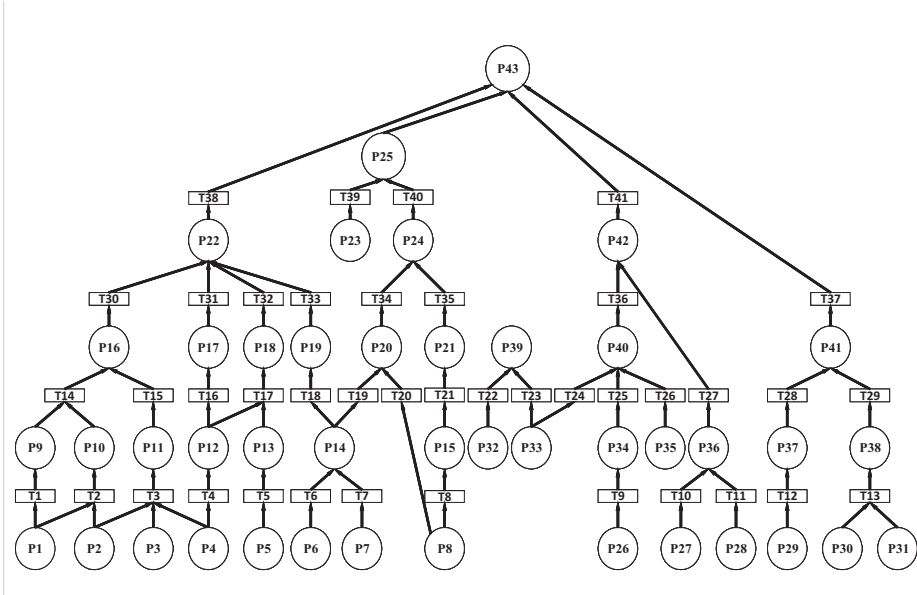 P43
P25
T38 T39 T40 T41
P22 P23 P24 P42
T30 T31 T32 T33 T34 T35 T36 T37
P16 P17 P18 P19 P20 P21 P39 P40 P41
T14 T15 T16 T17 T18 T19 T20 T21 T22 T23 T24 T25 T26 T27 T28 T29
P9 P10 P11 P12 P13 P14 P15 P32 P33 P34 P35 P36 P37 P38
T1 T2 T3 T4 T5 T6 T7 T8 T9 T10 T11 T12 T13
P1 P2 P3 P4 P5 P6 P7 P8 P26 P27 P28 P29 P30 P31